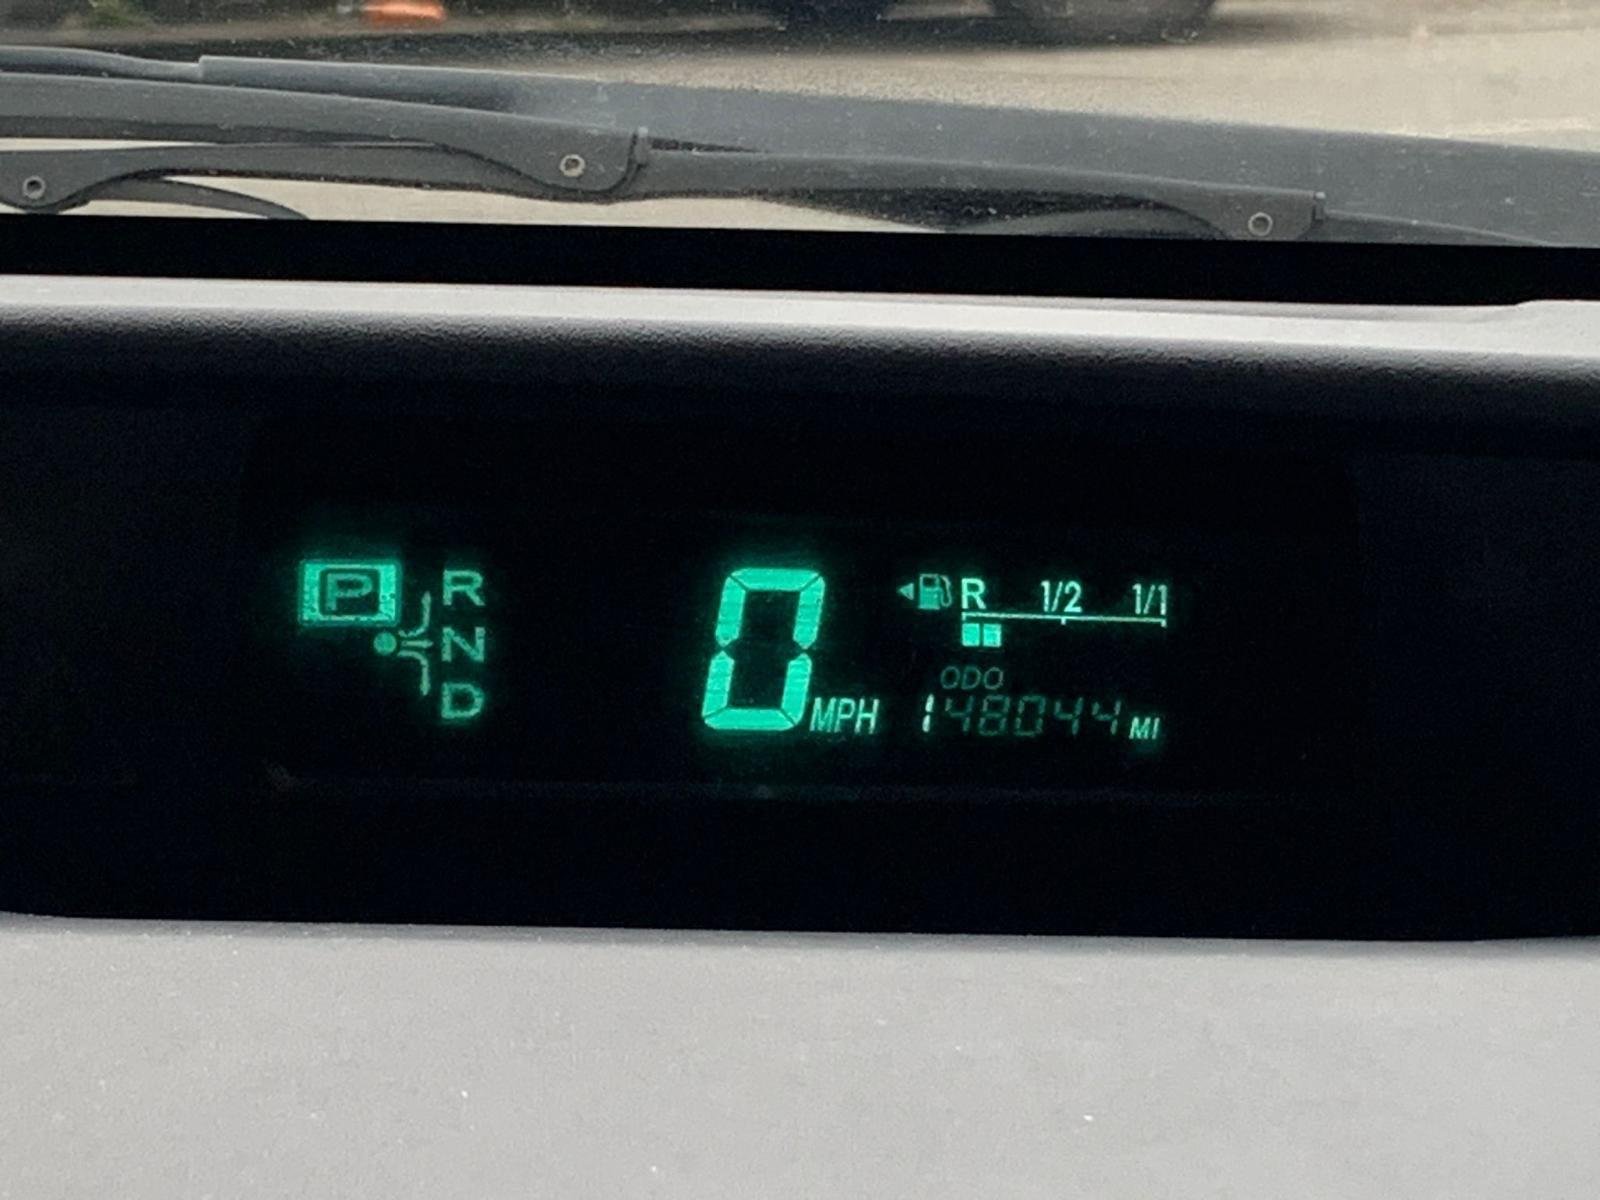 P R
N
D
0 MPH
R 1/2 1/1
ODO
148044 MI